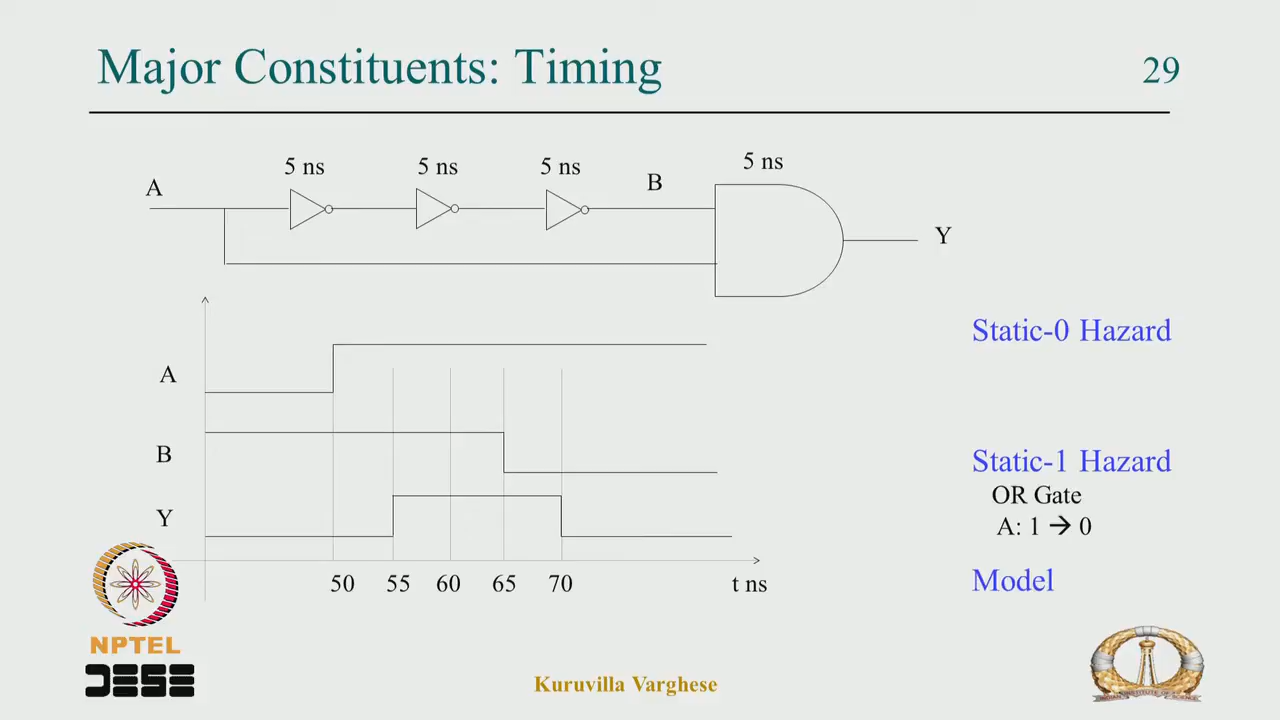 Major Constituents: Timing
29
5 ns
5 ns
5 ns
5 ns
A
B
Y
Static-0 Hazard
A
B
Static-1 Hazard
OR Gate
Y
A: 1 → 0
50 55 60 65 70 t ns
Model
NPTEL
DESE
Kuruvilla Varghese